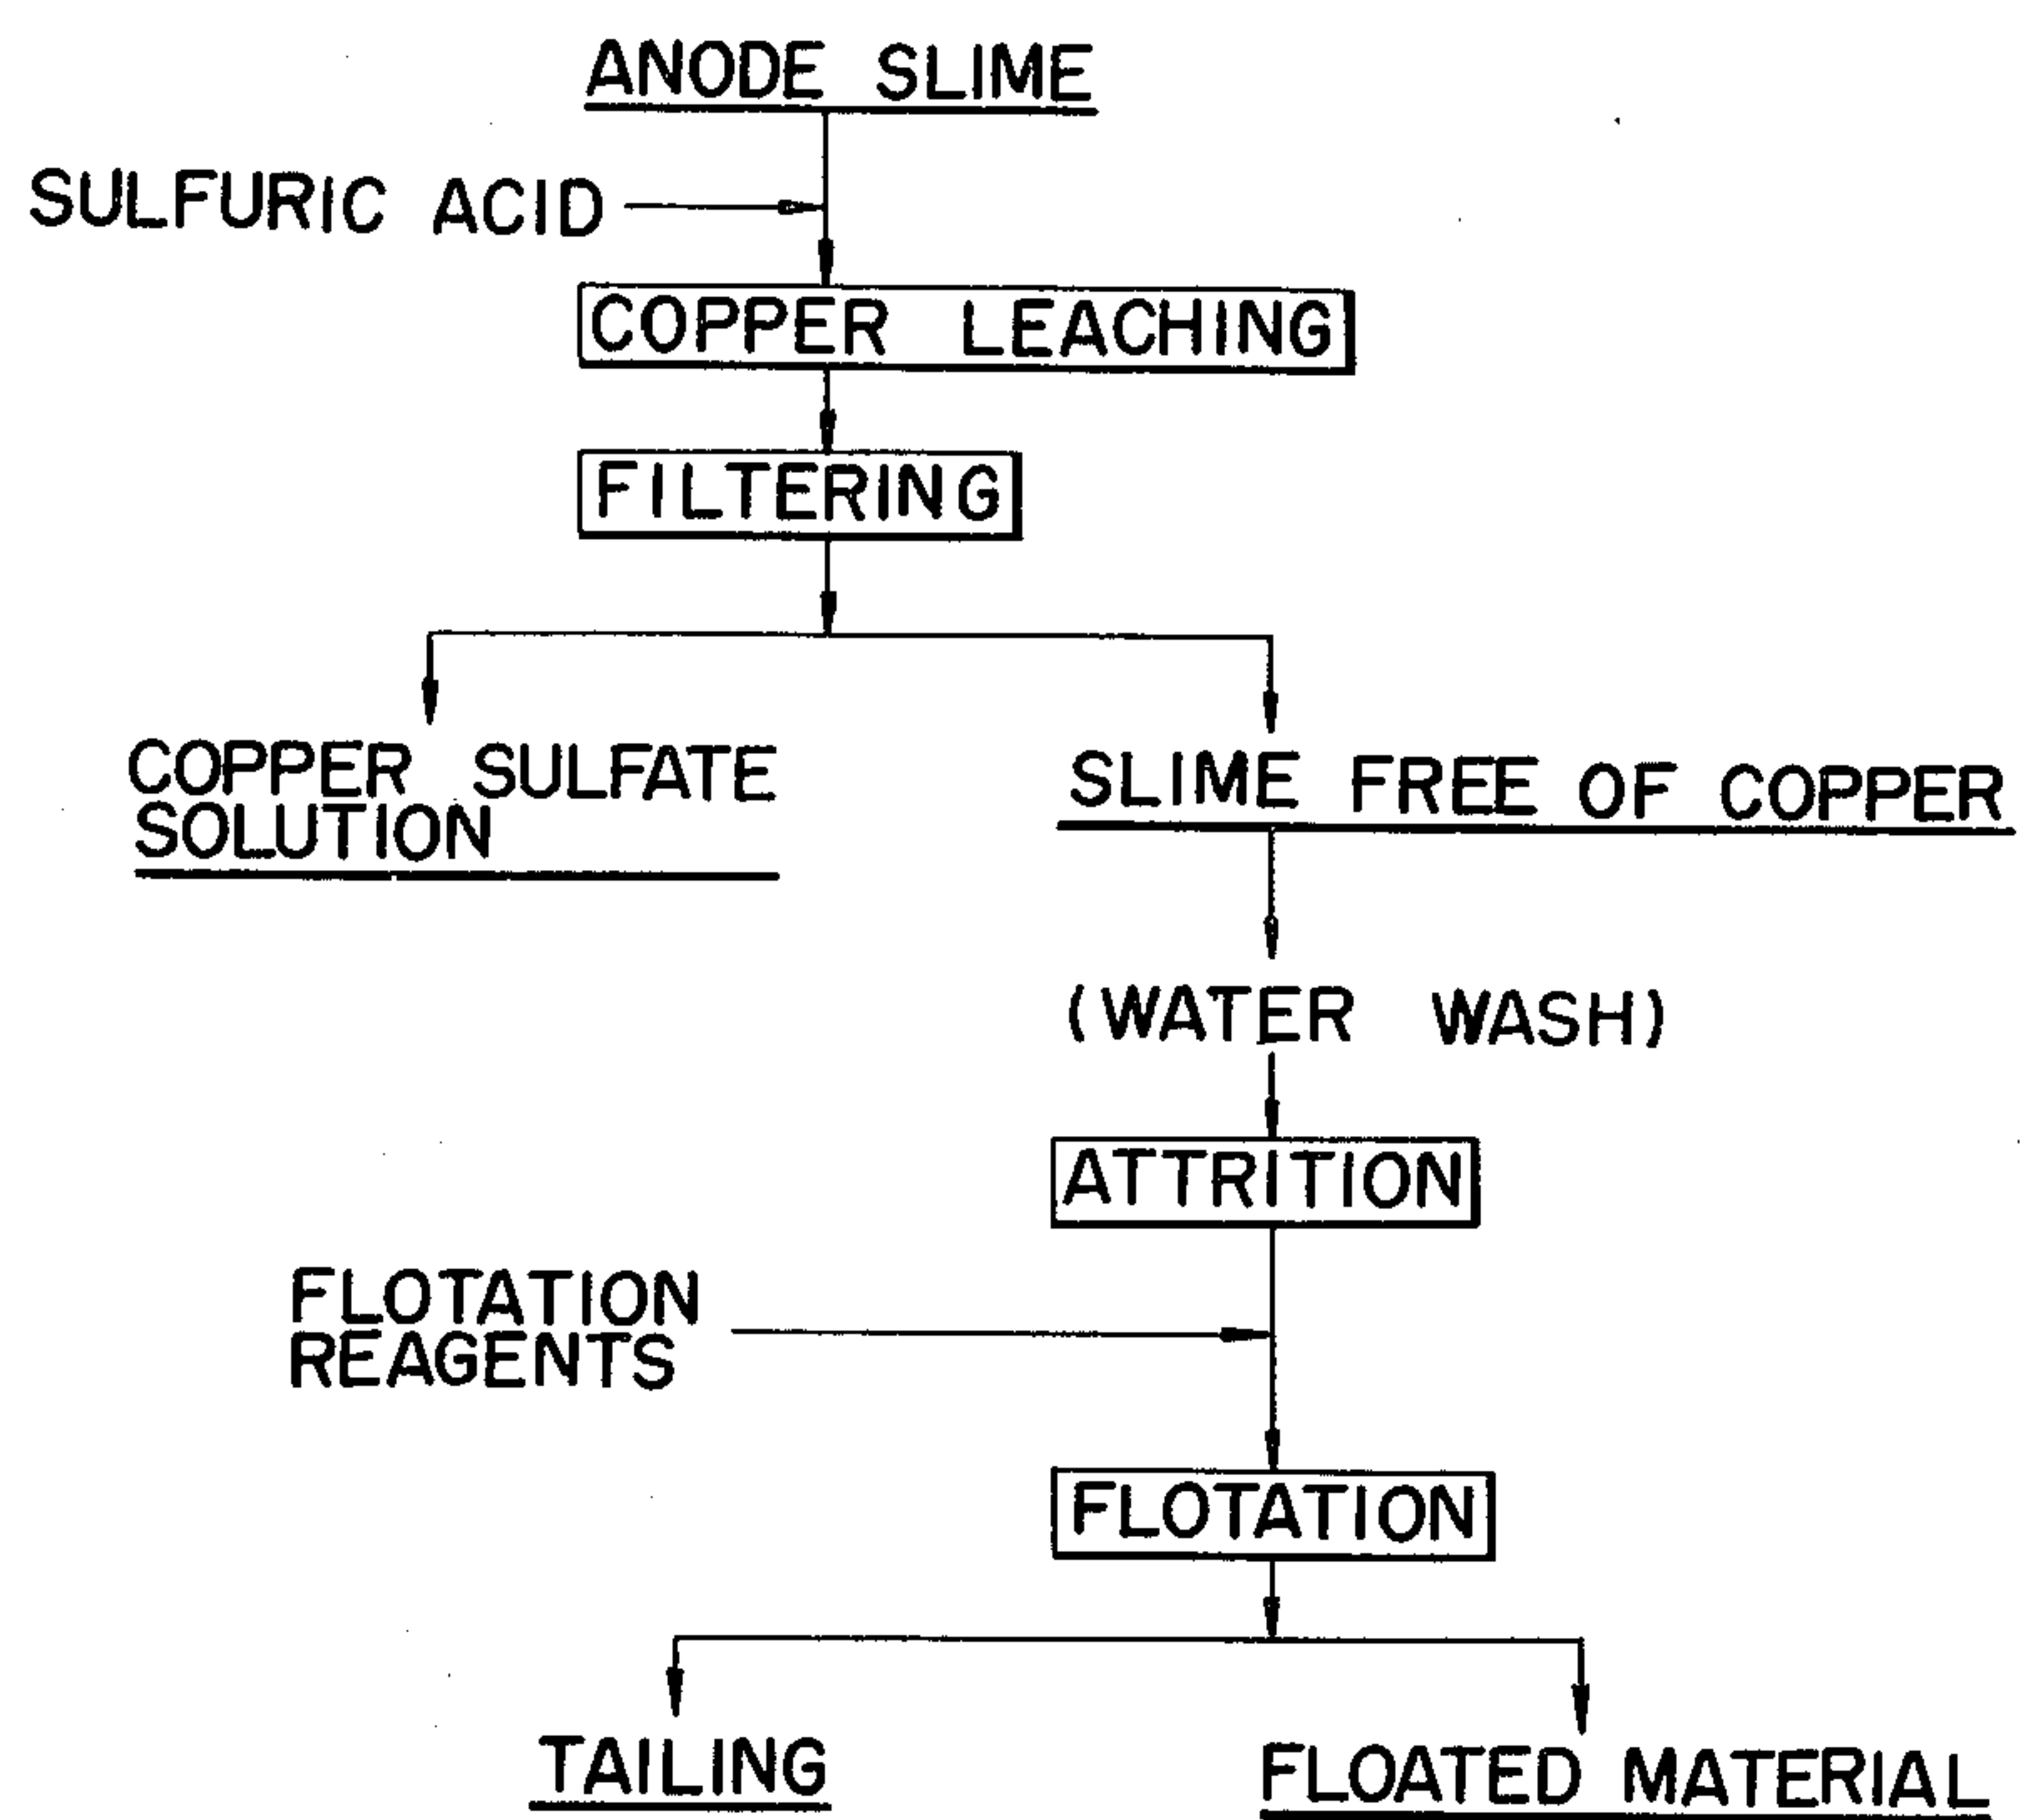 ANODE SLIME
SULFURIC ACID
COPPER LEACHING
FILTERING
COPPER SULFATE
SOLUTION
SLIME FREE OF COPPER
(WATER WASH)
ATTRITION
FLOTATION
REAGENTS
FLOTATION
TAILING
FLOATED MATERIAL